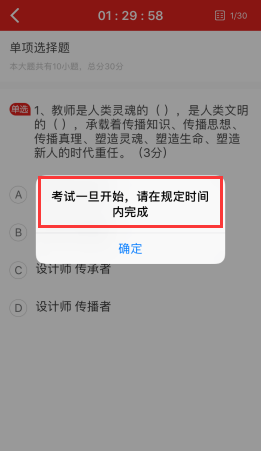 01 : 29 : 58
1/30
单项选择题
本大题共有10小题，总分30分
单选 1、教师是人类灵魂的（ ），是人类文明
的（ ），承载着传播知识、传播思想、
传播真理、塑造灵魂、塑造生命、塑造
新人的时代重任。（3分）
A
考试一旦开始，请在规定时间
内完成
B
确定
C 设计师 传承者
D 设计师 传播者